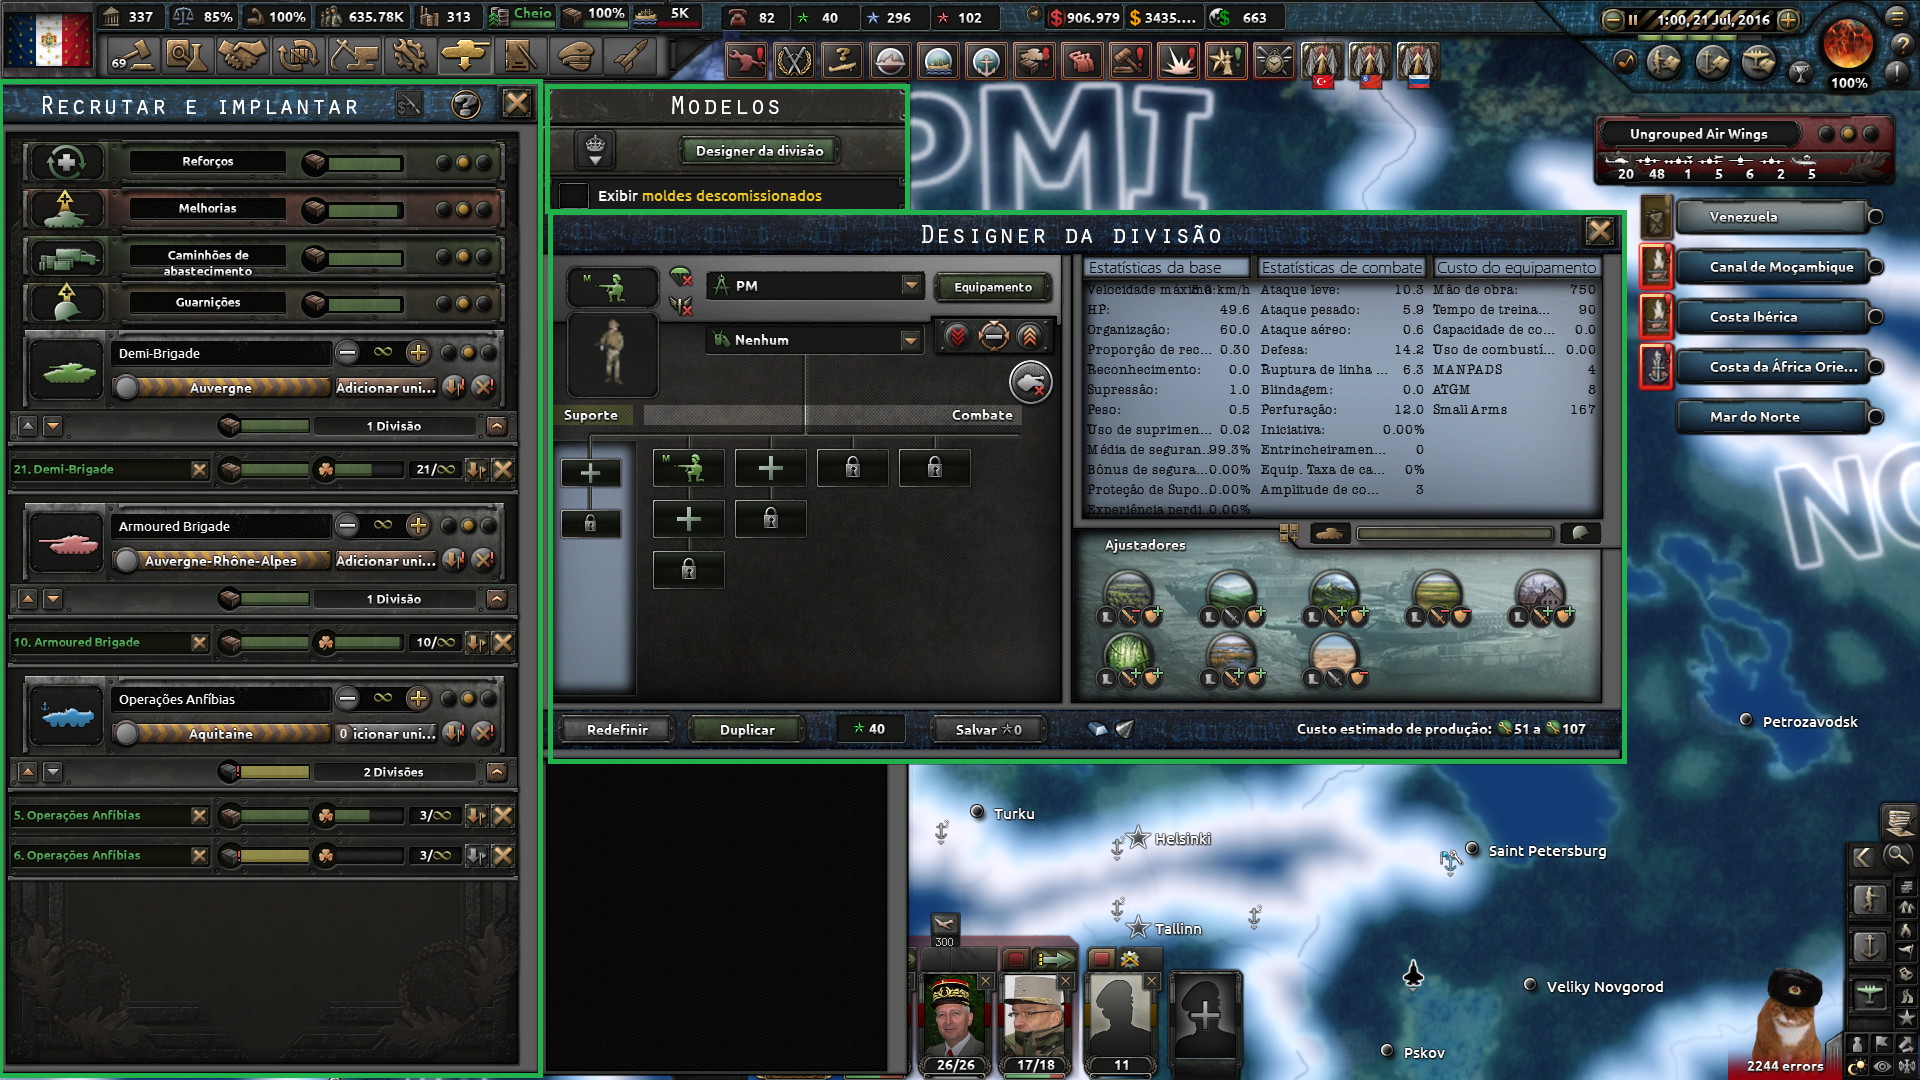 337
85%
100%
635.78K
313
Cheio
100%
5K
82
40
296
102
906.979
3435....
663
1:00, 21 Jul, 2016
69
100%
Recrutar e implantar
Reforços
Melhorias
Caminhões de
abastecimento
Guarnições
Demi-Brigade
Auvergne
Adicionar uni...
1 Divisão
21. Demi-Brigade
21/∞
Armoured Brigade
Auvergne-Rhône-Alpes
Adicionar uni...
1 Divisão
10. Armoured Brigade
10/∞
Operações Anfíbias
Aquitaine
0 icionar uni...
2 Divisões
5. Operações Anfíbias
3/∞
6. Operações Anfíbias
3/∞
Modelos
Designer da divisão
Exibir moldes descomissionados
PMI
Designer da divisão
M
PM
Equipamento
Nenhum
Suporte
Combate
M
Estatísticas da base
Estatísticas de combate
Custo do equipamento
HP: 49.6
Organização: 60.0
Proporção de rec... 0.30
Reconhecimento: 0.0
Supressão: 1.0
Peso: 0.5
Uso de suprimen... 0.02
Média de seguran... 99.3%
Bônus de segura... 0.00%
Proteção de Supo... 0.00%
Experiência perdi... 0.00%
Ataque leve: 10.3
Ataque pesado: 5.9
Ataque aéreo: 0.6
Defesa: 14.2
Ruptura de linha ... 6.3
Blindagem: 0.0
Perfuração: 12.0
Iniciativa: 0.00%
Entrincheiramen... 0
Equip. Taxa de ca... 0%
Amplitude de co... 3
Mão de obra: 750
Tempo de treina... 90
Capacidade de co... 0.0
Uso de combustí... 0.00
MANPADS 4
ATGM 8
Small Arms 167
Ajustadores
Redefinir
Duplicar
40
Salvar 0
Custo estimado de produção: 51 a 107
Ungrouped Air Wings
20 48 1 5 6 2 5
Venezuela
Canal de Moçambique
Costa Ibérica
Costa da África Orie...
Mar do Norte
NO
Petrozavodsk
Turku
Helsinki
Saint Petersburg
Tallinn
Veliky Novgorod
Pskov
300
26/26
17/18
11
2244 errors